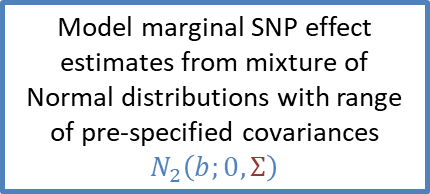 Model marginal SNP effect
estimates from mixture of
Normal distributions with range
of pre-specified covariances
N₂(b; 0, Σ)